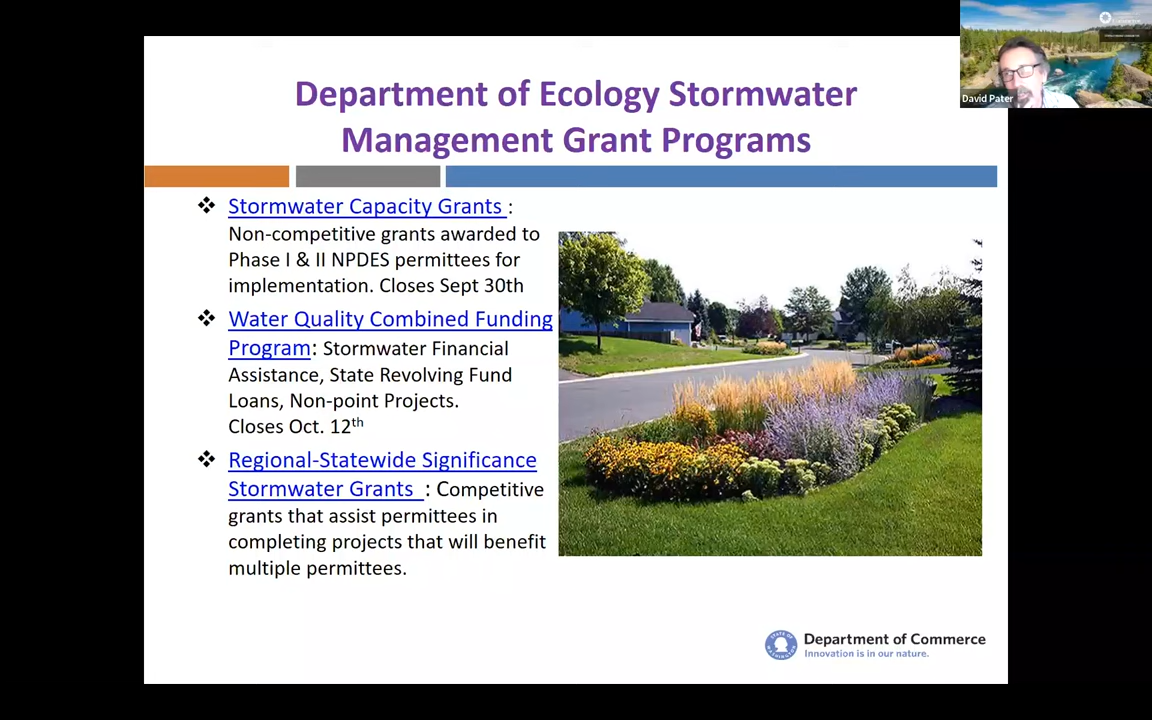 Department of Ecology Stormwater
Management Grant Programs
David Pater
❖ Stormwater Capacity Grants :
Non-competitive grants awarded to
Phase I & II NPDES permittees for
implementation. Closes Sept 30th
❖ Water Quality Combined Funding
Program: Stormwater Financial
Assistance, State Revolving Fund
Loans, Non-point Projects.
Closes Oct. 12th
❖ Regional-Statewide Significance
Stormwater Grants : Competitive
grants that assist permittees in
completing projects that will benefit
multiple permittees.
Department of Commerce
Innovation is in our nature.